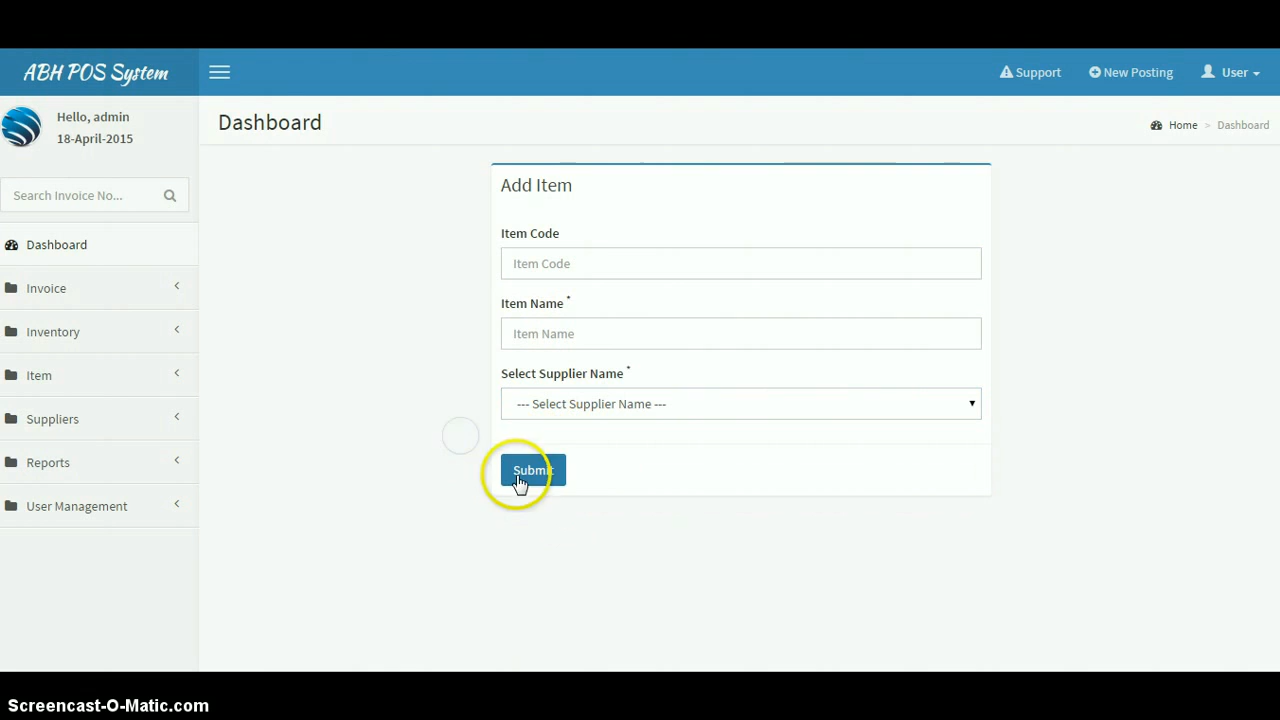 ABH POS System
Support
New Posting
User
Hello, admin
18-April-2015
Dashboard
Home > Dashboard
Search Invoice No...
Dashboard
Invoice
Inventory
Item
Suppliers
Reports
User Management
Add Item
Item Code
Item Code
Item Name *
Item Name
Select Supplier Name *
--- Select Supplier Name ---
Submit
Screencast-O-Matic.com